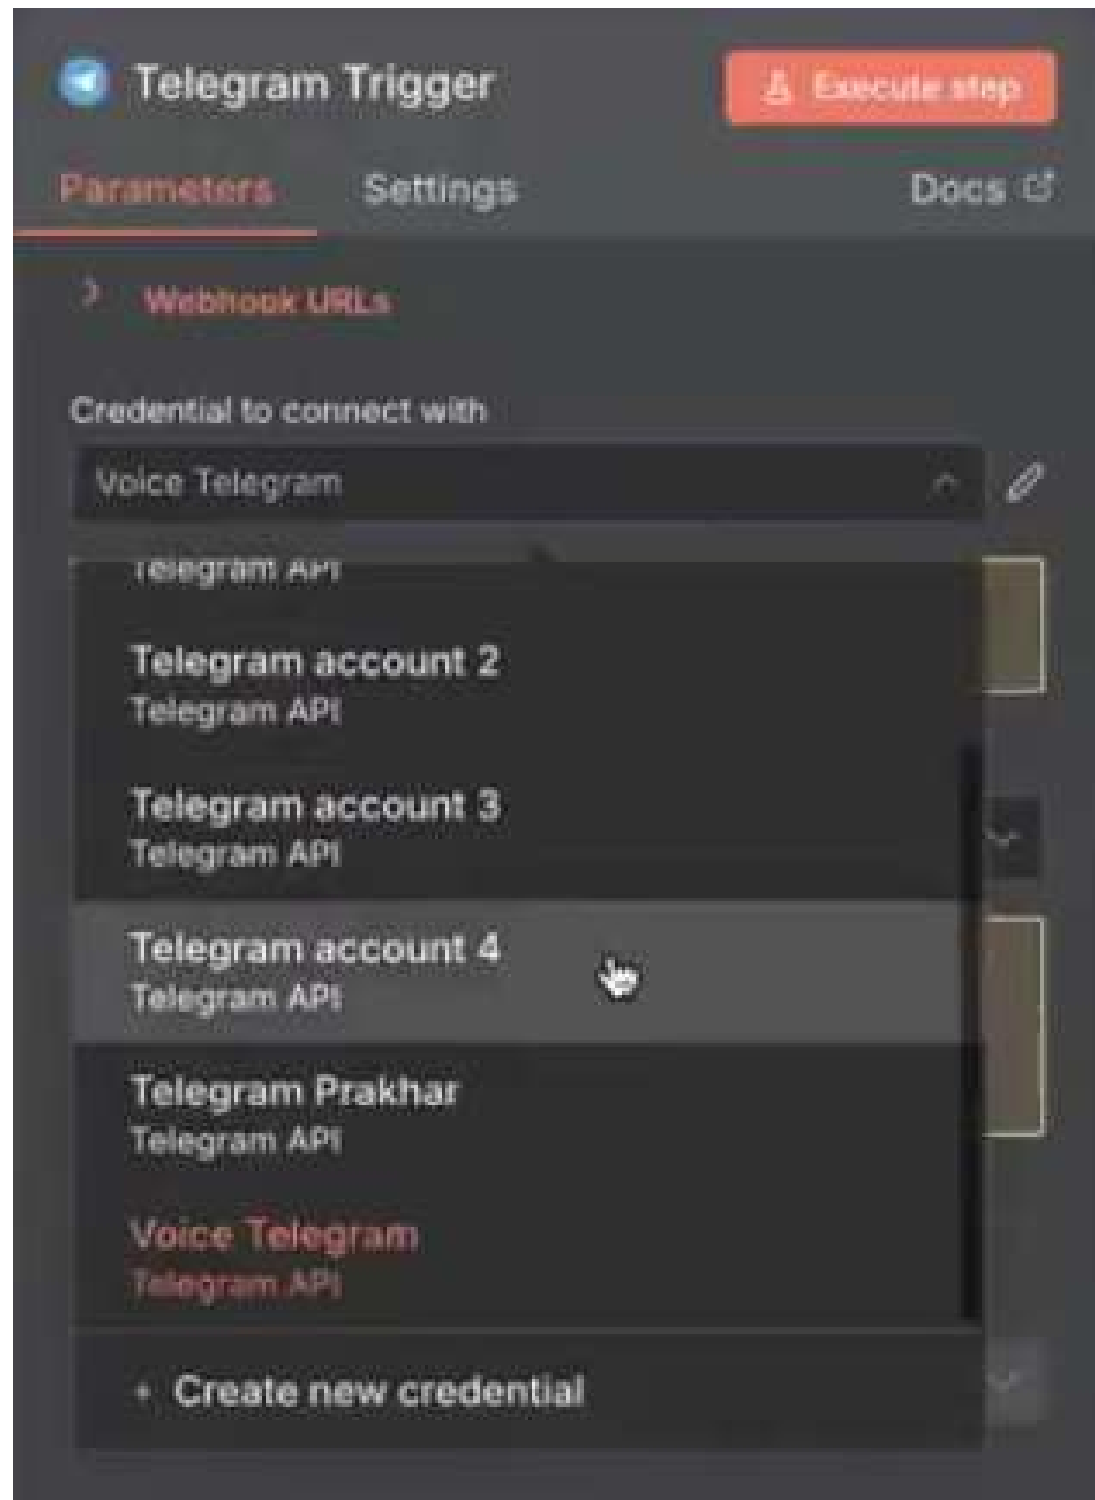 Telegram Trigger
Execute step
Parameters
Settings
Docs
Webhook URLs
Credential to connect with
Voice Telegram
Telegram API
Telegram account 2
Telegram API
Telegram account 3
Telegram API
Telegram account 4
Telegram API
Telegram Prakhar
Telegram API
Voice Telegram
Telegram API
+ Create new credential